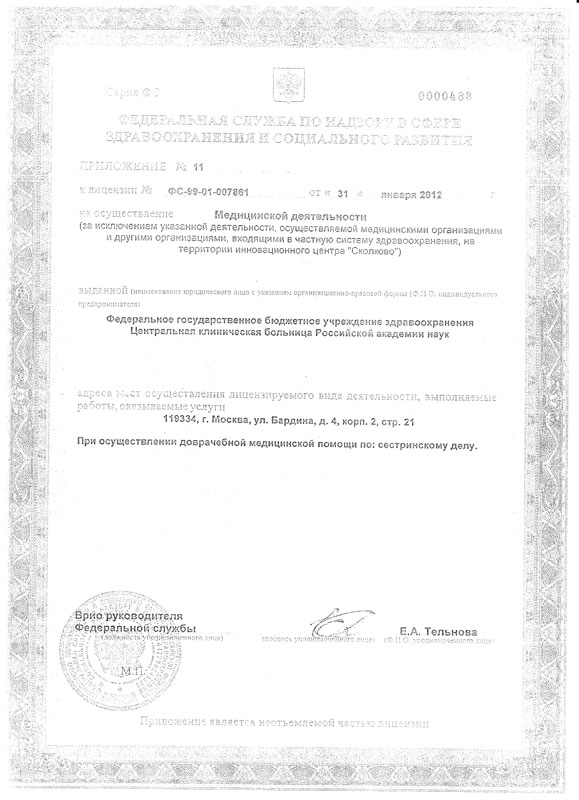 Серия ФС 0000488
ФЕДЕРАЛЬНАЯ СЛУЖБА ПО НАДЗОРУ В СФЕРЕ
ЗДРАВООХРАНЕНИЯ И СОЦИАЛЬНОГО РАЗВИТИЯ
ПРИЛОЖЕНИЕ № 11
к лицензии № ФС-99-01-007861 от « 31 » января 2012 г
на осуществление Медицинской деятельности
(за исключением указанной деятельности, осуществляемой медицинскими организациями
и другими организациями, входящими в частную систему здравоохранения, на
территории инновационного центра "Сколково")
выданной (наименование юридического лица с указанием организационно-правовой формы (Ф.И.О. индивидуального
предпринимателя)
Федеральное государственное бюджетное учреждение здравоохранения
Центральная клиническая больница Российской академии наук
адреса мест осуществления лицензируемого вида деятельности, выполняемые
работы, оказываемые услуги
119334, г. Москва, ул. Бардина, д. 4, корп. 2, стр. 21
При осуществлении доврачебной медицинской помощи по: сестринскому делу.
Врио руководителя
Федеральной службы Е.А. Тельнова
(должность уполномоченного лица) (подпись уполномоченного лица) (Ф.И.О. уполномоченного лица)
М.П.
Приложение является неотъемлемой частью лицензии